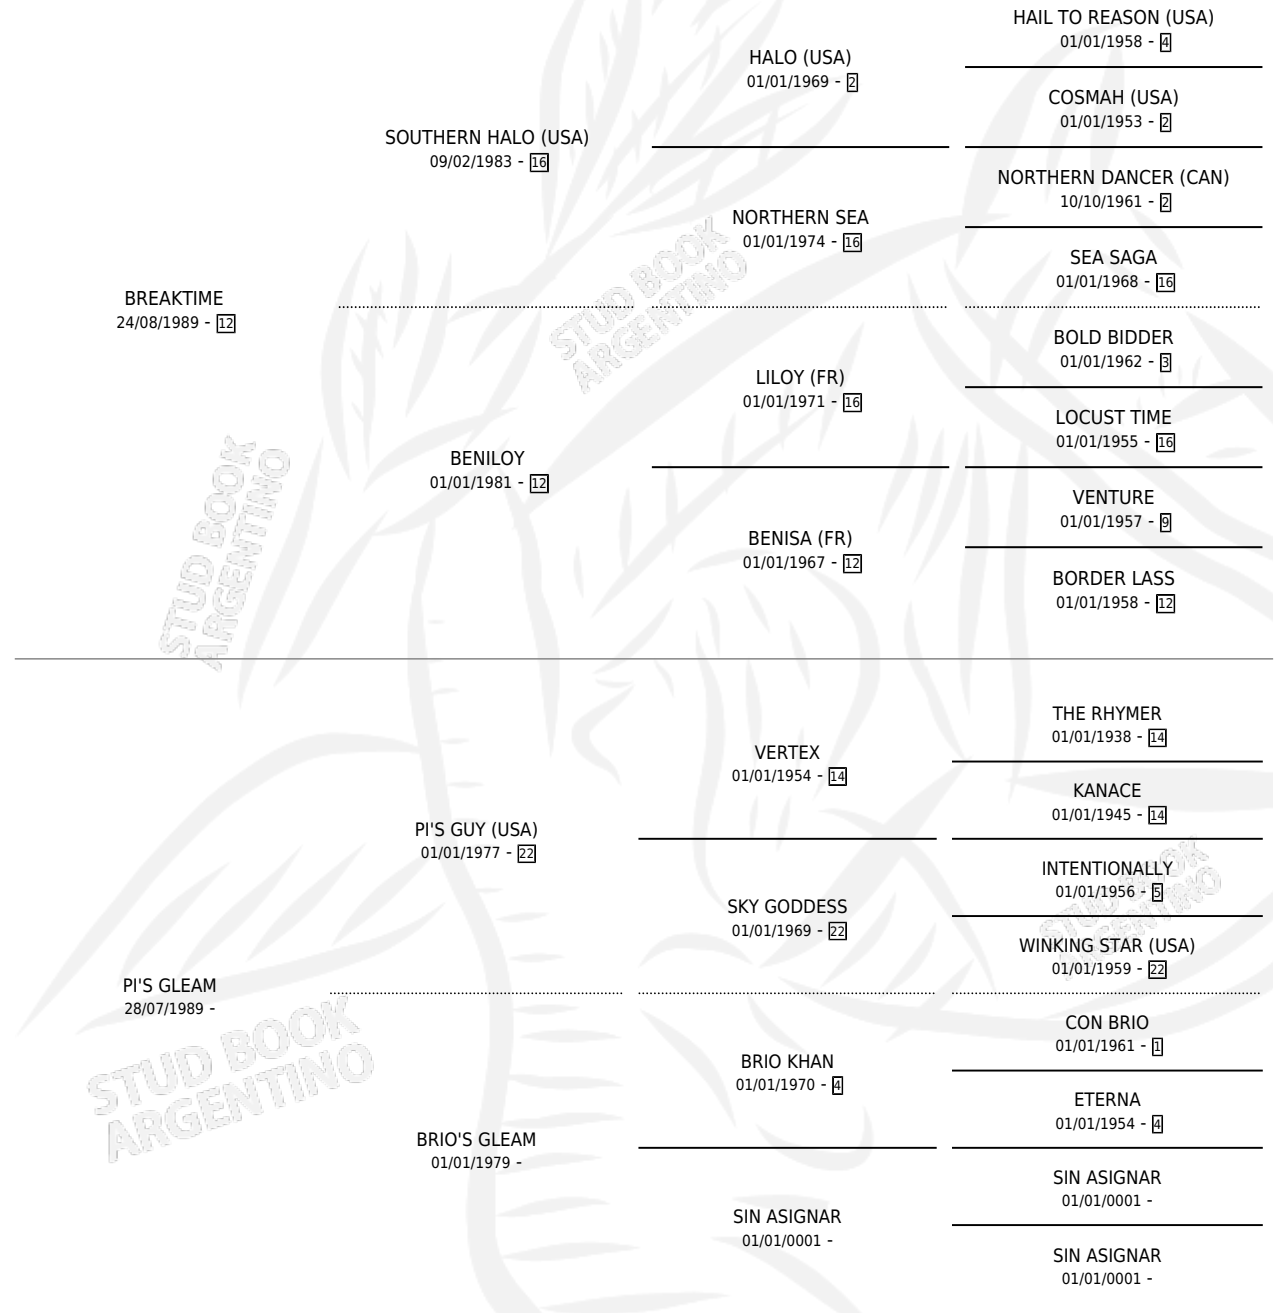 HAIL TO REASON (USA)
01/01/1958 - 4
HALO (USA)
01/01/1969 - 2
COSMAH (USA)
01/01/1953 - 2
SOUTHERN HALO (USA)
09/02/1983 - 16
NORTHERN DANCER (CAN)
10/10/1961 - 2
NORTHERN SEA
01/01/1974 - 16
SEA SAGA
01/01/1968 - 16
BREAKTIME
24/08/1989 - 12
STUD BOOK
ARGENTINO
BOLD BIDDER
01/01/1962 - 3
LILOY (FR)
01/01/1971 - 16
LOCUST TIME
01/01/1955 - 16
BENILOY
01/01/1981 - 12
VENTURE
01/01/1957 - 9
BENISA (FR)
01/01/1967 - 12
BORDER LASS
01/01/1958 - 12
STUD BOOK
ARGENTINO
THE RHYMER
01/01/1938 - 14
VERTEX
01/01/1954 - 14
KANACE
01/01/1945 - 14
PI'S GUY (USA)
01/01/1977 - 22
INTENTIONALLY
01/01/1956 - 5
SKY GODDESS
01/01/1969 - 22
WINKING STAR (USA)
01/01/1959 - 22
STUD BOOK
ARGENTINO
PI'S GLEAM
28/07/1989 -
CON BRIO
01/01/1961 - 1
BRIO KHAN
01/01/1970 - 4
ETERNA
01/01/1954 - 4
STUD BOOK
ARGENTINO
BRIO'S GLEAM
01/01/1979 -
SIN ASIGNAR
01/01/0001 -
SIN ASIGNAR
01/01/0001 -
SIN ASIGNAR
01/01/0001 -